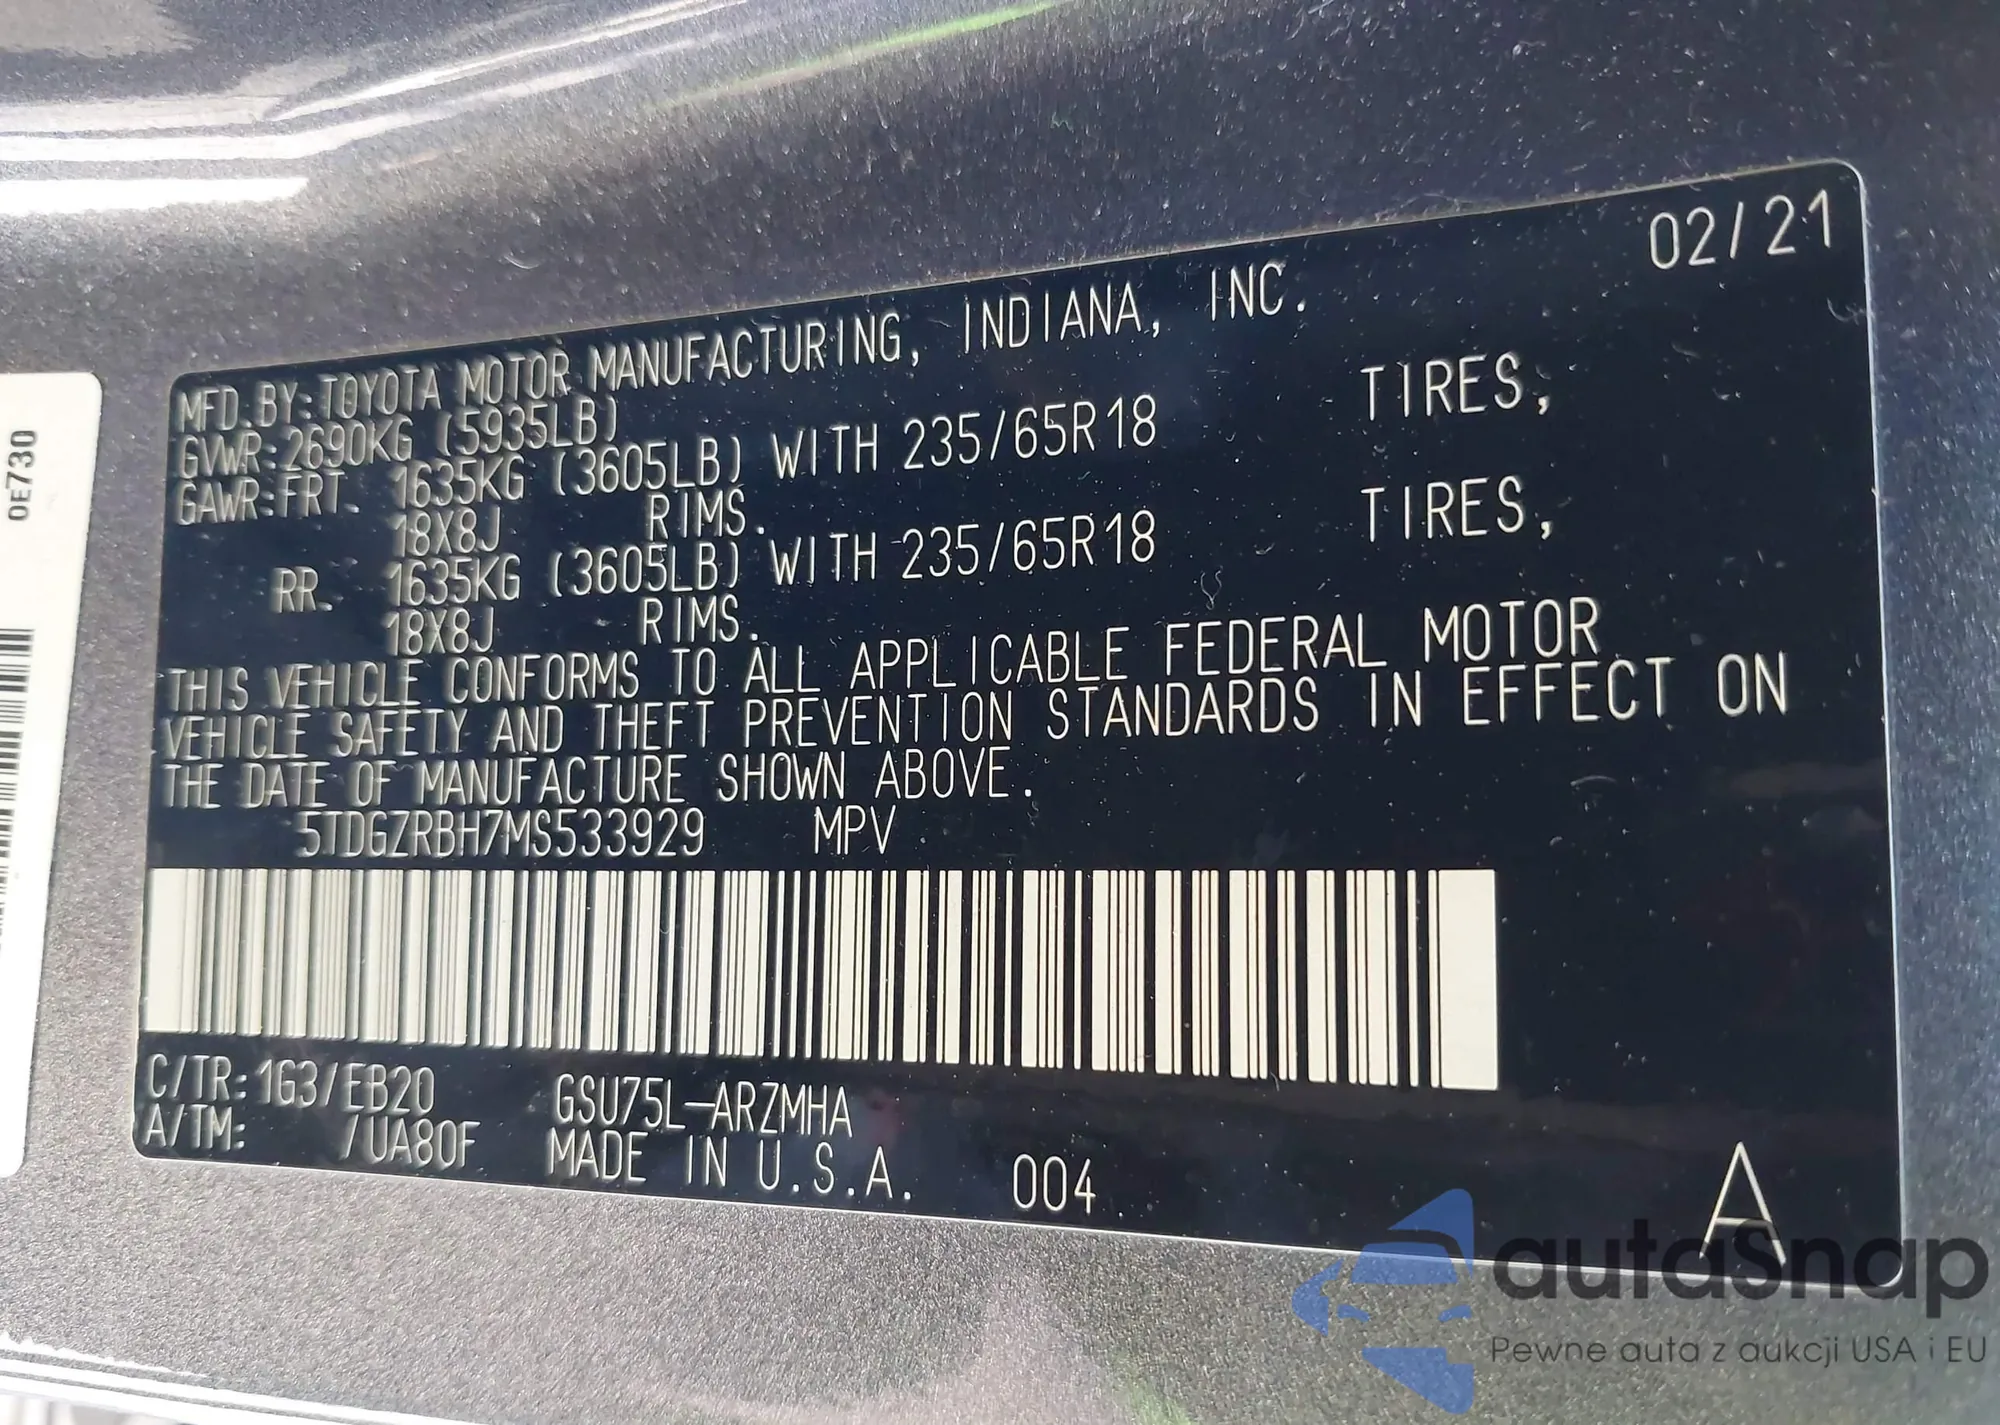 02/21
MFD.BY:TOYOTA MOTOR MANUFACTURING, INDIANA, INC.
GVWR:2690KG (5935LB)
GAWR:FRT. 1635KG (3605LB) WITH 235/65R18 TIRES,
18X8J RIMS.
RR. 1635KG (3605LB) WITH 235/65R18 TIRES,
18X8J RIMS.
THIS VEHICLE CONFORMS TO ALL APPLICABLE FEDERAL MOTOR
VEHICLE SAFETY AND THEFT PREVENTION STANDARDS IN EFFECT ON
THE DATE OF MANUFACTURE SHOWN ABOVE.
5TDGZRBH7MS533929 MPV
C/TR:1G3/EB20 GSU75L-ARZMHA
A/TM: /UA80F MADE IN U.S.A. 004
A
0E730
autoSnap
Pewne auta z aukcji USA i EU